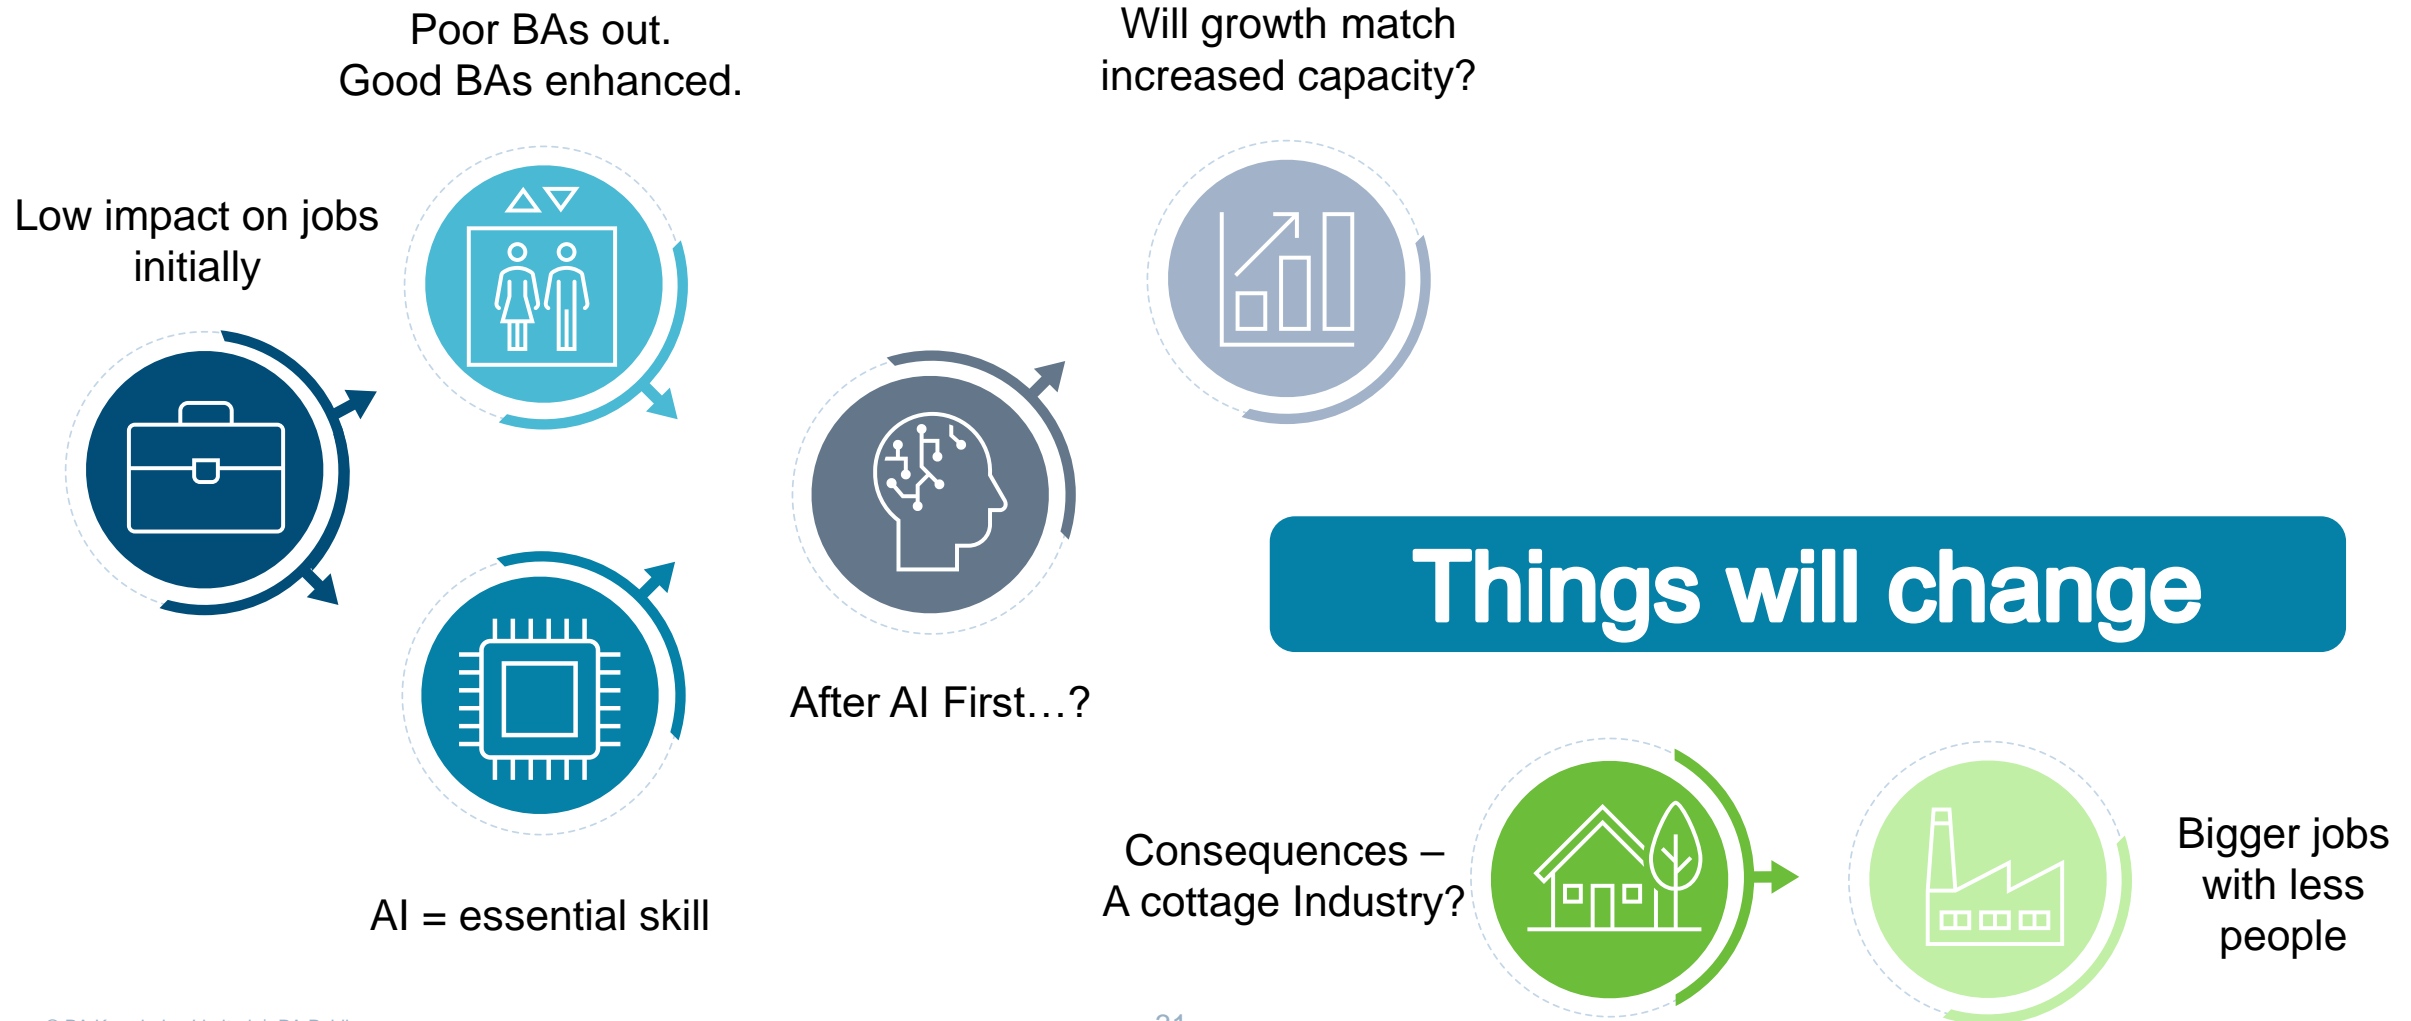 Poor BAs out.
Good BAs enhanced.
Will growth match
increased capacity?
Low impact on jobs
initially
Things will change
After AI First…?
Consequences –
A cottage Industry?
Bigger jobs
with less
people
AI = essential skill